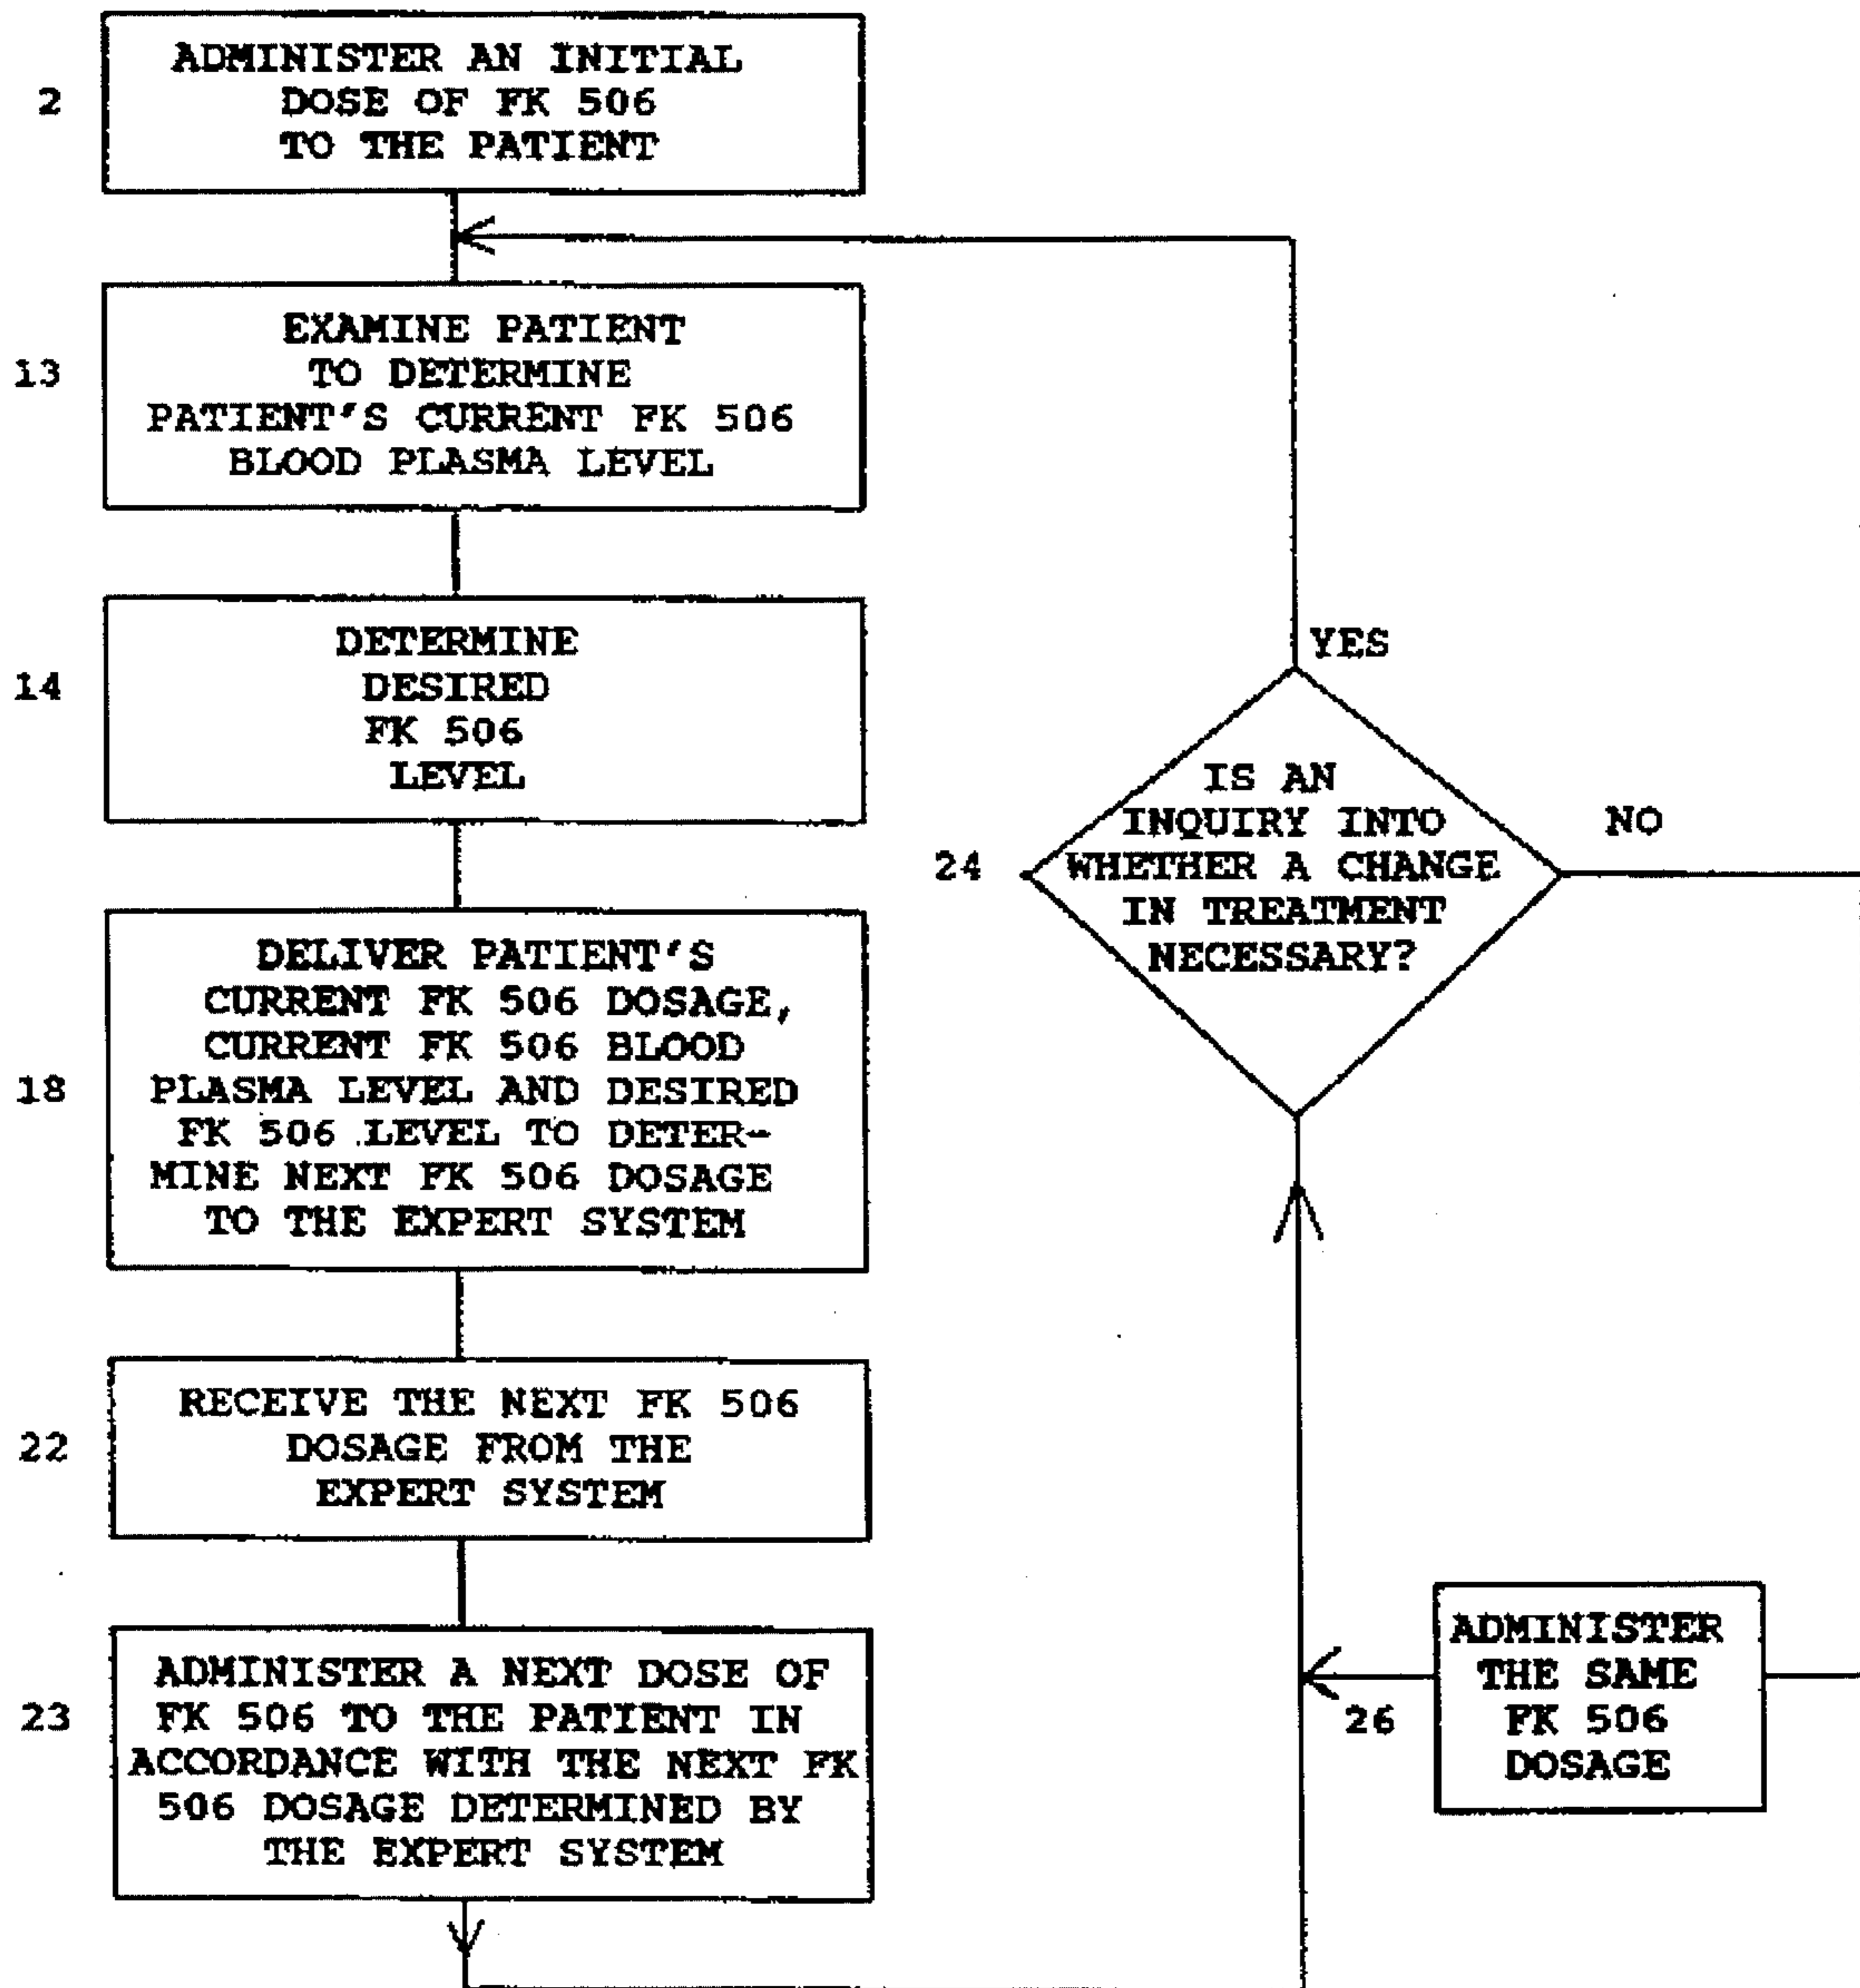 2
ADMINISTER AN INITIAL
DOSE OF FK 506
TO THE PATIENT
13
EXAMINE PATIENT
TO DETERMINE
PATIENT'S CURRENT FK 506
BLOOD PLASMA LEVEL
14
DETERMINE
DESIRED
FK 506
LEVEL
18
DELIVER PATIENT'S
CURRENT FK 506 DOSAGE,
CURRENT FK 506 BLOOD
PLASMA LEVEL AND DESIRED
FK 506 LEVEL TO DETER-
MINE NEXT FK 506 DOSAGE
TO THE EXPERT SYSTEM
22
RECEIVE THE NEXT FK 506
DOSAGE FROM THE
EXPERT SYSTEM
23
ADMINISTER A NEXT DOSE OF
FK 506 TO THE PATIENT IN
ACCORDANCE WITH THE NEXT FK
506 DOSAGE DETERMINED BY
THE EXPERT SYSTEM
YES
24
IS AN
INQUIRY INTO
WHETHER A CHANGE
IN TREATMENT
NECESSARY?
NO
26
ADMINISTER
THE SAME
FK 506
DOSAGE